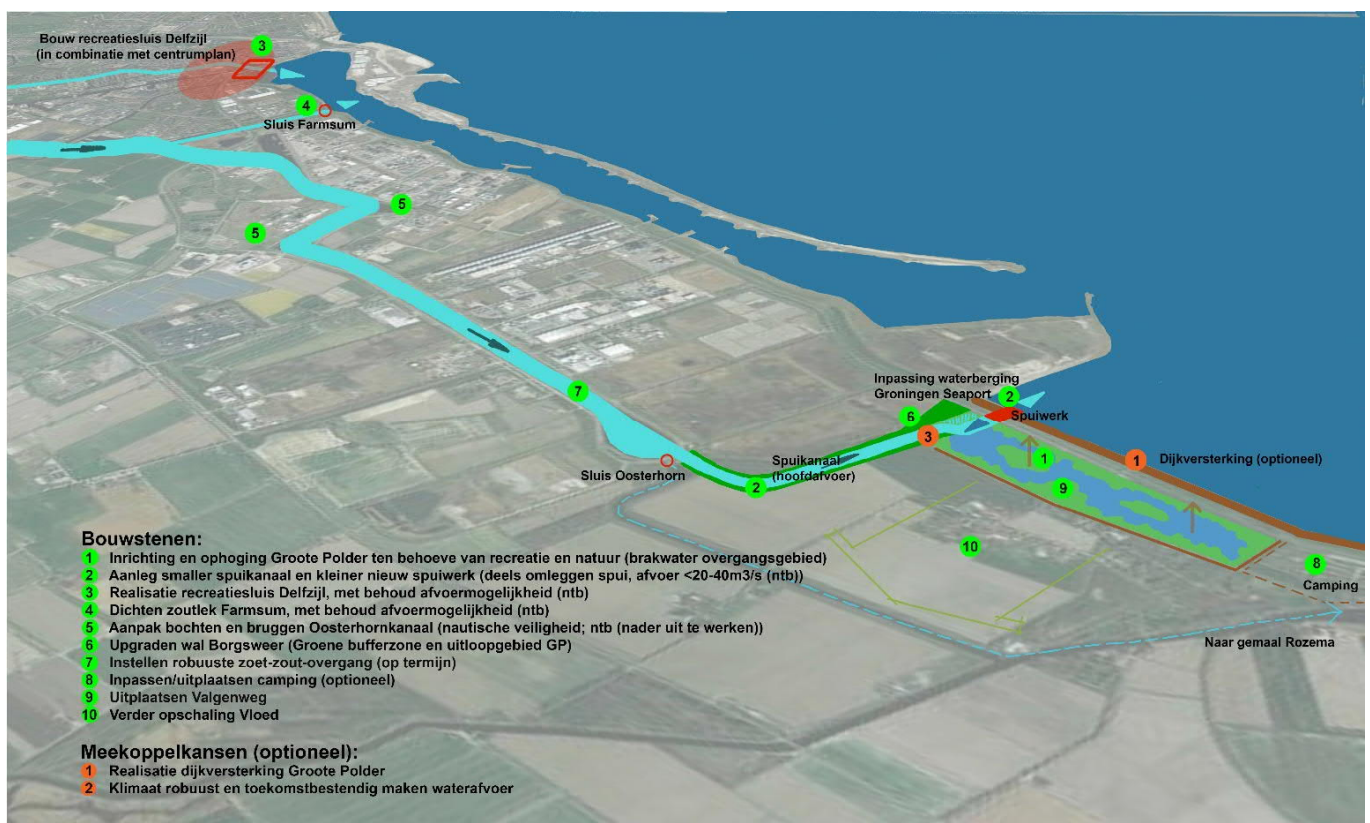 Bouw recreatiesluis Delfzijl
(in combinatie met centrumplan)
3
4
Sluis Farmsum
5
5
7
Inpassing waterberging
Groningen Seaport
2
6
Spuiwerk
3
1
1
Dijkversterking (optioneel)
Spuikanaal
(hoofdafvoer)
Sluis Oosterhorn
2
9
10
8
Camping
Naar gemaal Rozema
Bouwstenen:
1 Inrichting en ophoging Groote Polder ten behoeve van recreatie en natuur (brakwater overgangsgebied)
2 Aanleg smaller spuikanaal en kleiner nieuw spuiwerk (deels omleggen spui, afvoer <20-40m3/s (ntb))
3 Realisatie recreatiesluis Delfzijl, met behoud afvoermogelijkheid (ntb)
4 Dichten zoutlek Farmsum, met behoud afvoermogelijkheid (ntb)
5 Aanpak bochten en bruggen Oosterhornkanaal (nautische veiligheid; ntb (nader uit te werken))
6 Upgraden wal Borgsweer (Groene bufferzone en uitloopgebied GP)
7 Instellen robuuste zoet-zout-overgang (op termijn)
8 Inpassen/uitplaatsen camping (optioneel)
9 Uitplaatsen Valgenweg
10 Verder opschaling Vloed
Meekoppelkansen (optioneel):
1 Realisatie dijkversterking Groote Polder
2 Klimaat robuust en toekomstbestendig maken waterafvoer